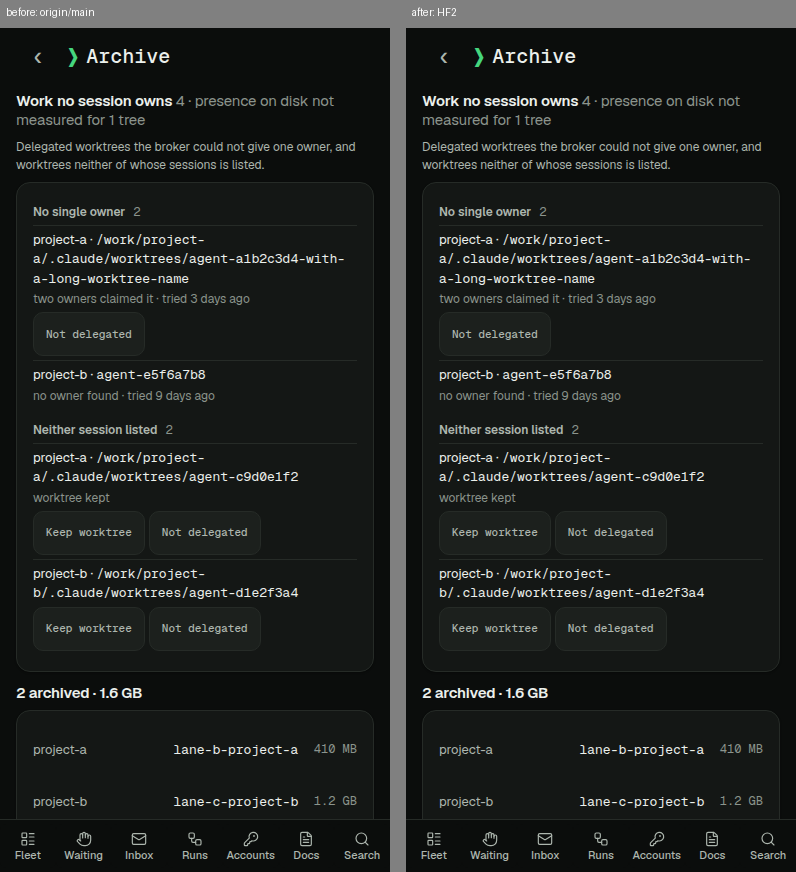 before: origin/main
‹ ❯ Archive
Work no session owns 4 · presence on disk not
measured for 1 tree
Delegated worktrees the broker could not give one owner, and
worktrees neither of whose sessions is listed.
No single owner 2
project-a · /work/project-
a/.claude/worktrees/agent-a1b2c3d4-with-
a-long-worktree-name
two owners claimed it · tried 3 days ago
Not delegated
project-b · agent-e5f6a7b8
no owner found · tried 9 days ago
Neither session listed 2
project-a · /work/project-
a/.claude/worktrees/agent-c9d0e1f2
worktree kept
Keep worktree Not delegated
project-b · /work/project-
b/.claude/worktrees/agent-d1e2f3a4
Keep worktree Not delegated
2 archived · 1.6 GB
project-a lane-b-project-a 410 MB
project-b lane-c-project-b 1.2 GB
Fleet Waiting Inbox Runs Accounts Docs Search
after: HF2
‹ ❯ Archive
Work no session owns 4 · presence on disk not
measured for 1 tree
Delegated worktrees the broker could not give one owner, and
worktrees neither of whose sessions is listed.
No single owner 2
project-a · /work/project-
a/.claude/worktrees/agent-a1b2c3d4-with-
a-long-worktree-name
two owners claimed it · tried 3 days ago
Not delegated
project-b · agent-e5f6a7b8
no owner found · tried 9 days ago
Neither session listed 2
project-a · /work/project-
a/.claude/worktrees/agent-c9d0e1f2
worktree kept
Keep worktree Not delegated
project-b · /work/project-
b/.claude/worktrees/agent-d1e2f3a4
Keep worktree Not delegated
2 archived · 1.6 GB
project-a lane-b-project-a 410 MB
project-b lane-c-project-b 1.2 GB
Fleet Waiting Inbox Runs Accounts Docs Search